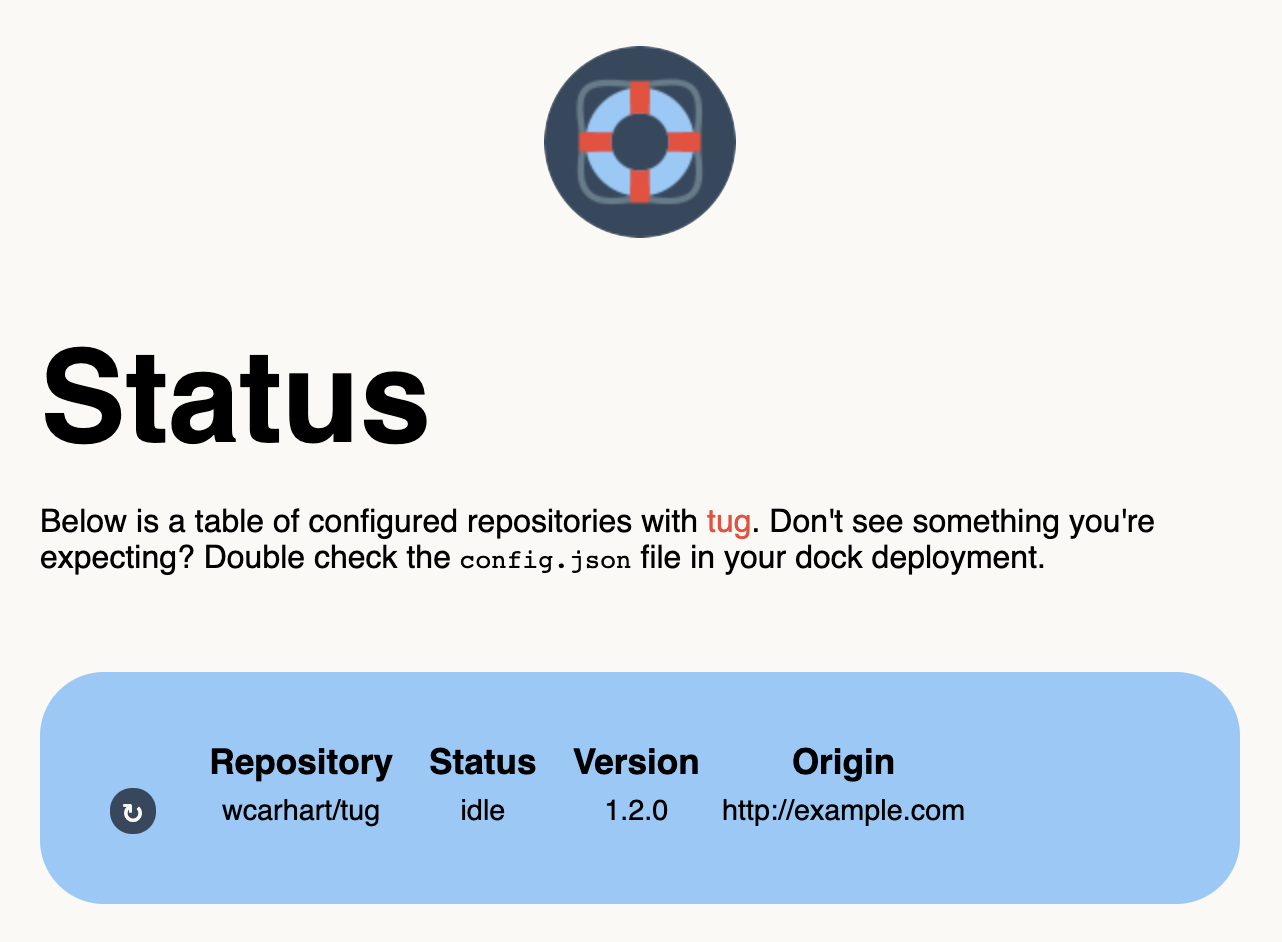 Status
Below is a table of configured repositories with tug. Don't see something you're
expecting? Double check the config.json file in your dock deployment.
Repository Status Version Origin
↻ wcarhart/tug idle 1.2.0 http://example.com